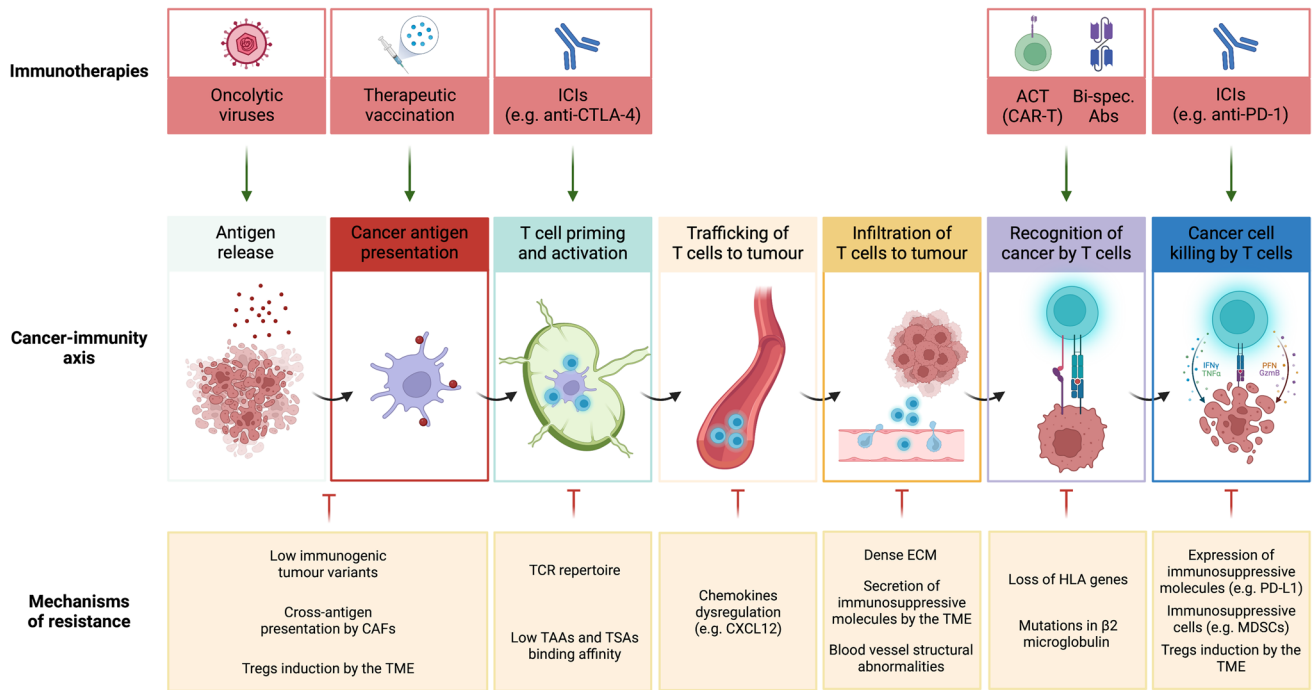 Immunotherapies
Oncolytic
viruses
Therapeutic
vaccination
ICIs
(e.g. anti-CTLA-4)
ACT
(CAR-T)
Bi-spec.
Abs
ICIs
(e.g. anti-PD-1)
Cancer-immunity
axis
Antigen
release
Cancer antigen
presentation
T cell priming
and activation
Trafficking of
T cells to tumour
Infiltration of
T cells to tumour
Recognition of
cancer by T cells
Cancer cell
killing by T cells
IFNγ
TNFα
PFN
GzmB
Mechanisms
of resistance
Low immunogenic
tumour variants
Cross-antigen
presentation by CAFs
Tregs induction by the TME
TCR repertoire
Low TAAs and TSAs
binding affinity
Chemokines
dysregulation
(e.g. CXCL12)
Dense ECM
Secretion of
immunosuppressive
molecules by the TME
Blood vessel structural
abnormalities
Loss of HLA genes
Mutations in β2
microglobulin
Expression of
immunosuppressive
molecules (e.g. PD-L1)
Immunosuppressive
cells (e.g. MDSCs)
Tregs induction by the
TME